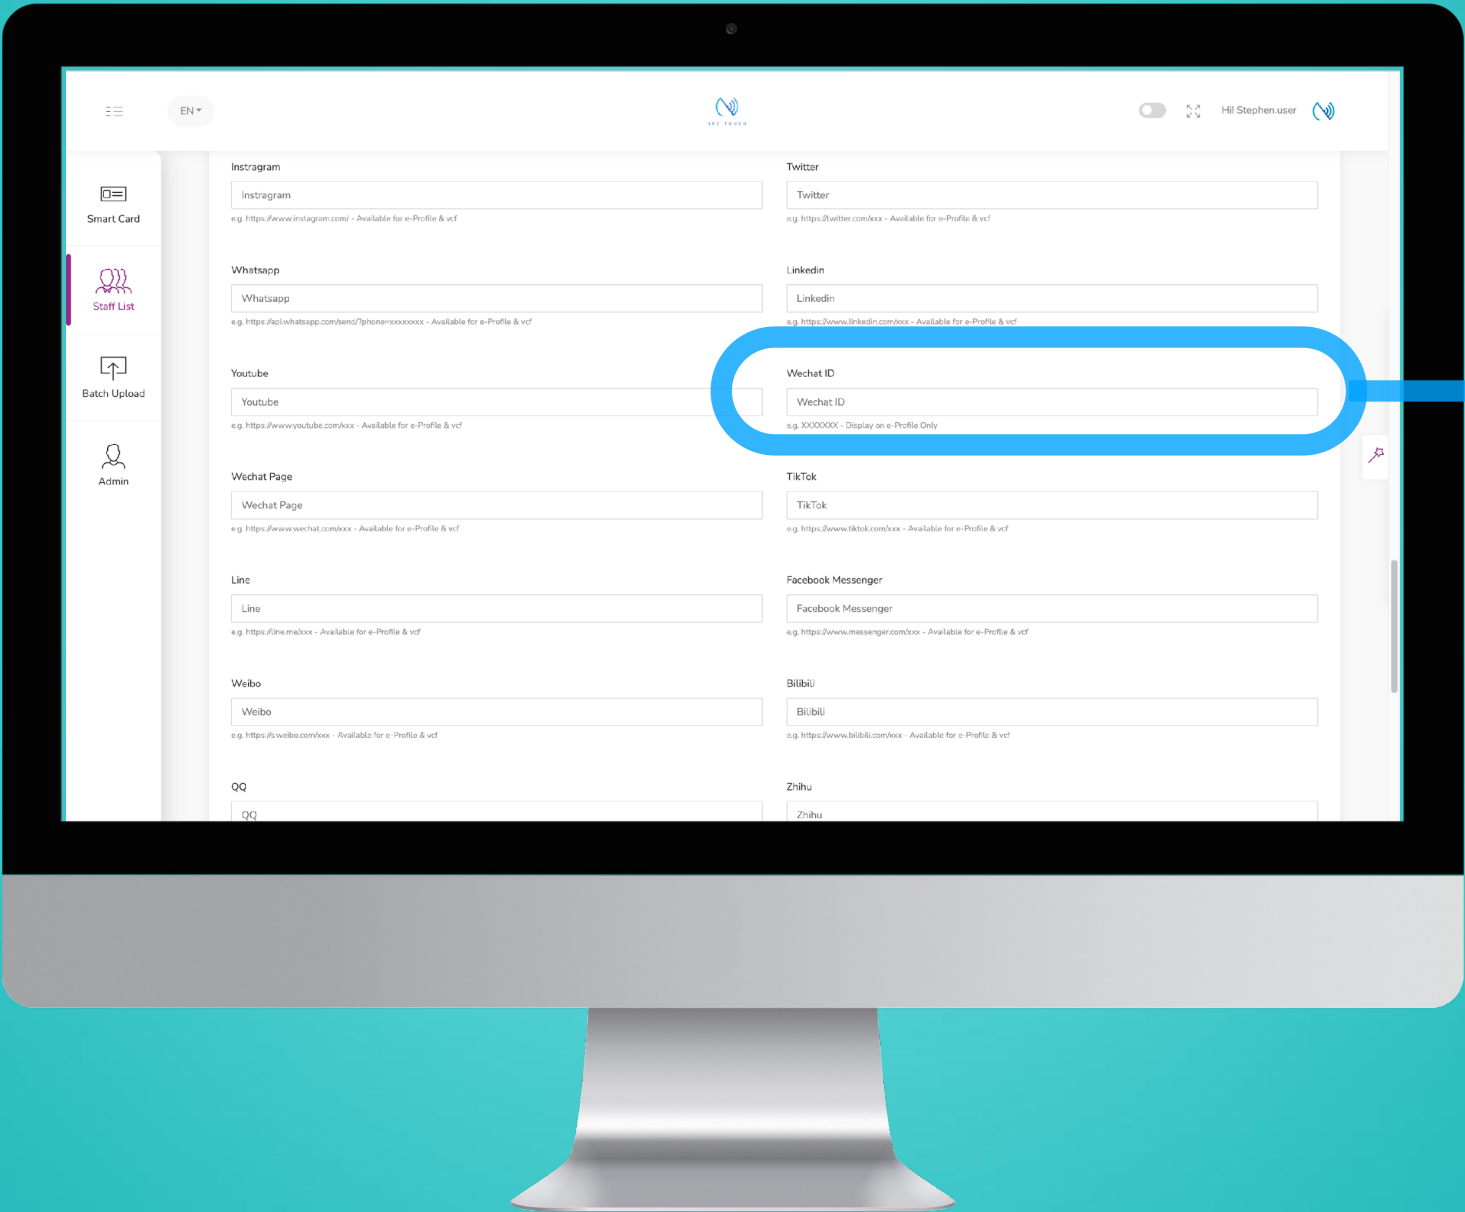 EN
NFC TOUCH
Hi! Stephen.user
Smart Card
Staff List
Batch Upload
Admin
Instragram
Twitter
Instragram
Twitter
e.g. https://www.instagram.com/ - Available for e-Profile & vcf
e.g. https://twitter.com/xxx - Available for e-Profile & vcf
Whatsapp
Linkedin
Whatsapp
Linkedin
e.g. https://api.whatsapp.com/send/?phone=xxxxxxxx - Available for e-Profile & vcf
e.g. https://www.linkedin.com/xxx - Available for e-Profile & vcf
Youtube
Wechat ID
Youtube
Wechat ID
e.g. https://www.youtube.com/xxx - Available for e-Profile & vcf
e.g. XXXXXXX - Display on e-Profile Only
Wechat Page
TikTok
Wechat Page
TikTok
e.g. https://www.wechat.com/xxx - Available for e-Profile & vcf
e.g. https://www.tiktok.com/xxx - Available for e-Profile & vcf
Line
Facebook Messenger
Line
Facebook Messenger
e.g. https://line.me/xxx - Available for e-Profile & vcf
e.g. https://www.messenger.com/xxx - Available for e-Profile & vcf
Weibo
Bilibili
Weibo
Bilibili
e.g. https://s.weibo.com/xxx - Available for e-Profile & vcf
e.g. https://www.bilibili.com/xxx - Available for e-Profile & vcf
QQ
Zhihu
QQ
Zhihu